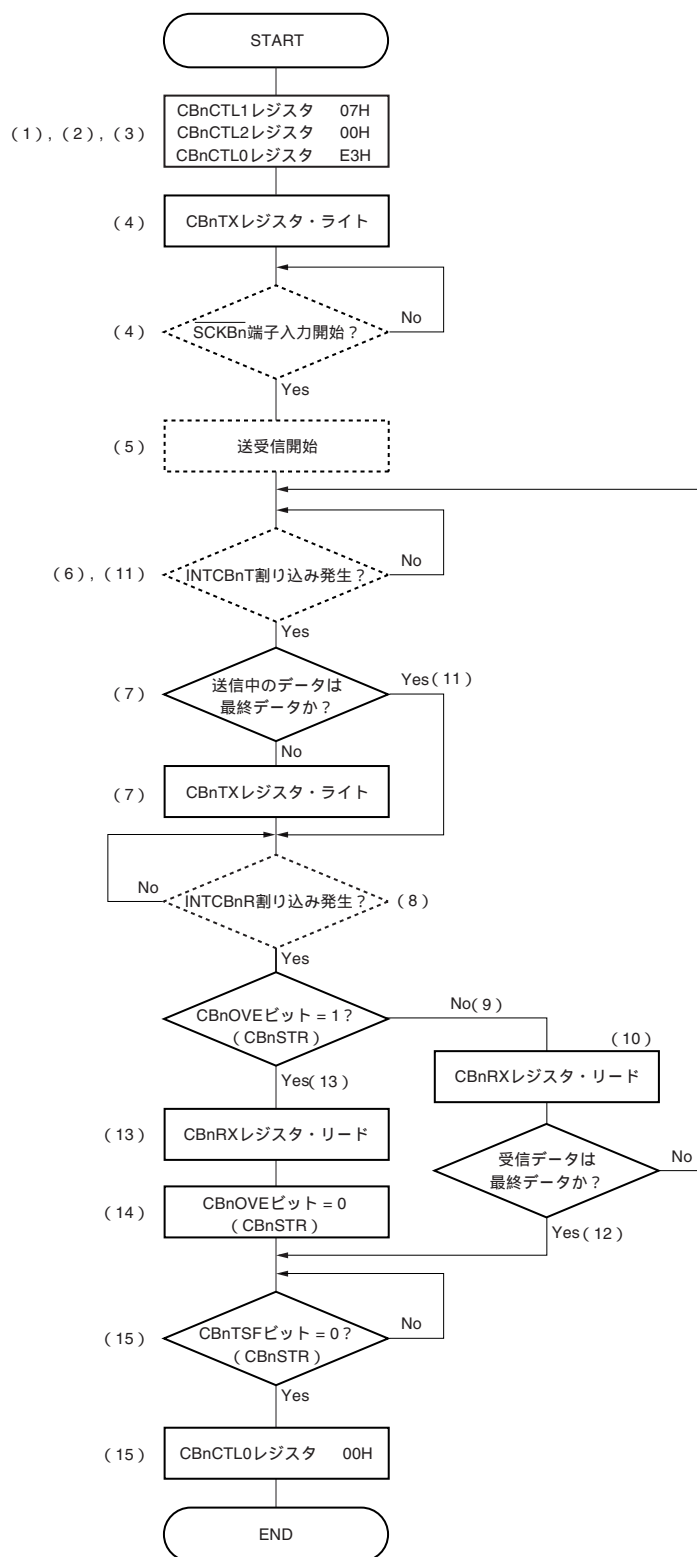 START
(1), (2), (3)
CBnCTL1レジスタ 07H
CBnCTL2レジスタ 00H
CBnCTL0レジスタ E3H
(4)
CBnTXレジスタ・ライト
(4)
SCKBn端子入力開始？
No
Yes
(5)
送受信開始
(6), (11)
INTCBnT割り込み発生？
No
Yes
(7)
送信中のデータは
最終データか？
Yes(11)
No
(7)
CBnTXレジスタ・ライト
No
INTCBnR割り込み発生？
(8)
Yes
CBnOVEビット = 1？
(CBnSTR)
No(9)
(10)
CBnRXレジスタ・リード
Yes(13)
(13)
CBnRXレジスタ・リード
受信データは
最終データか？
No
(14)
CBnOVEビット = 0
(CBnSTR)
Yes(12)
(15)
CBnTSFビット = 0？
(CBnSTR)
No
Yes
(15)
CBnCTL0レジスタ 00H
END